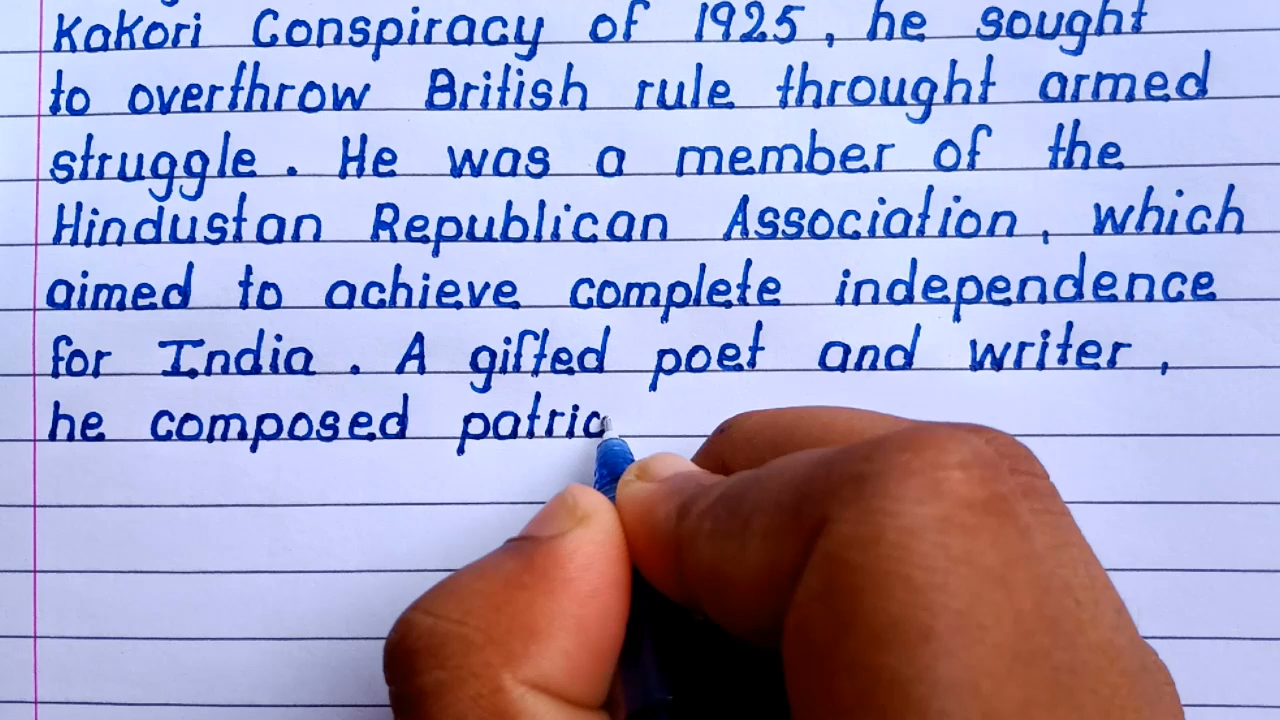 Kakori Conspiracy of 1925, he sought
to overthrow British rule throught armed
struggle. He was a member of the
Hindustan Republican Association, which
aimed to achieve complete independence
for India. A gifted poet and writer,
he composed patrio